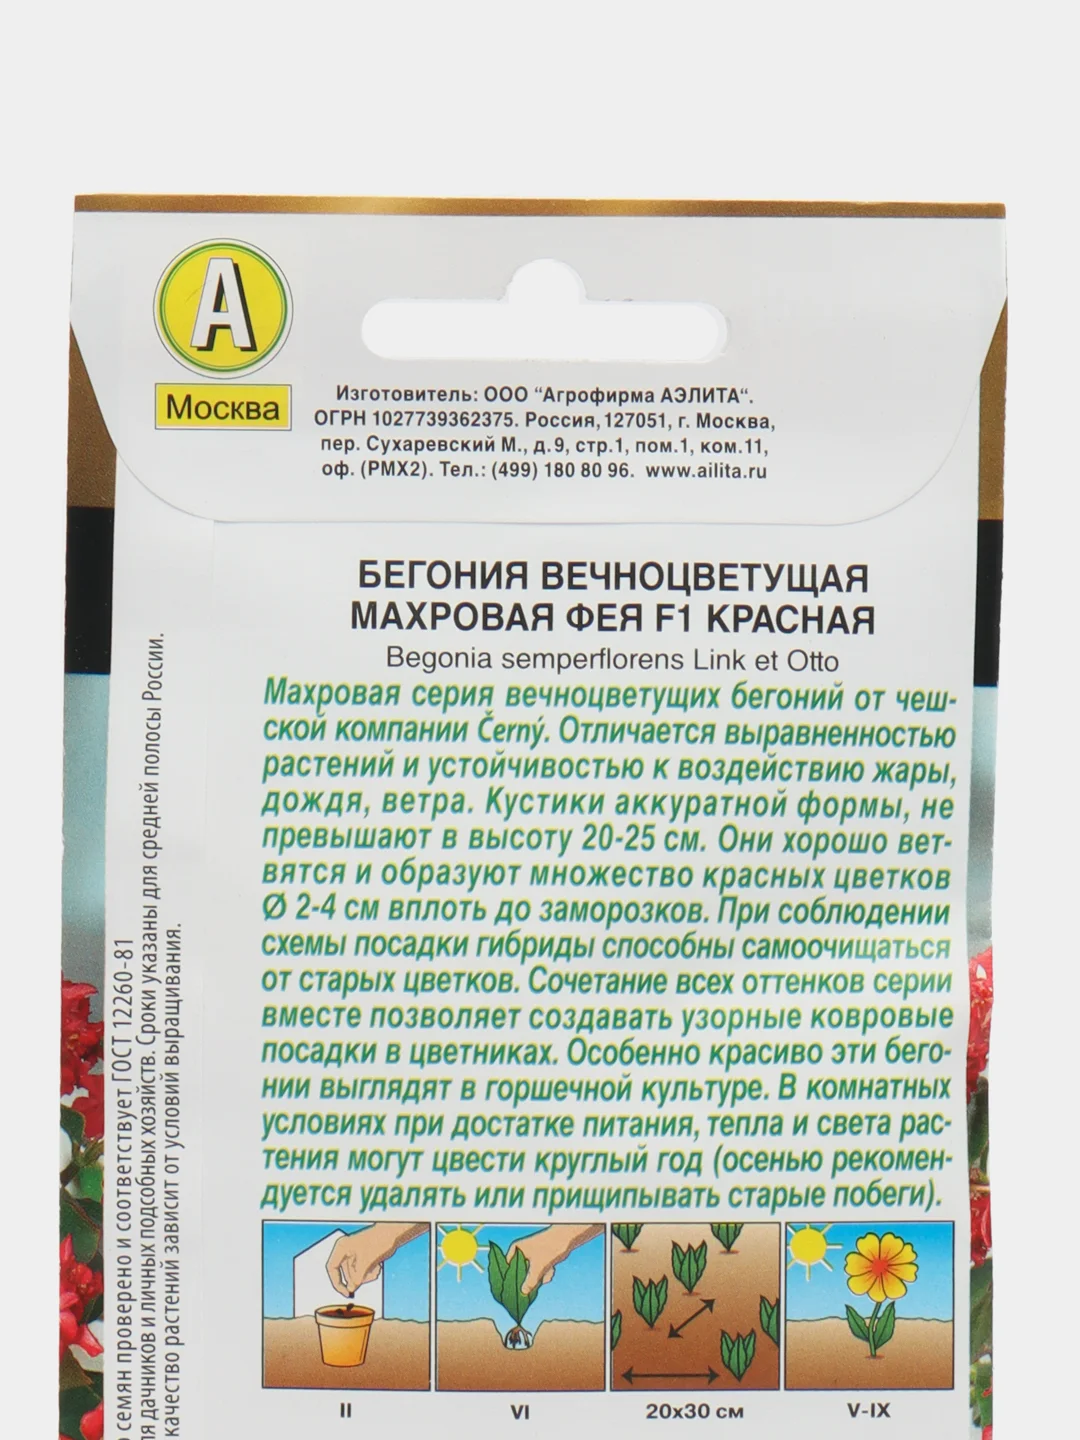 А
Москва
Изготовитель: ООО “Агрофирма АЭЛИТА“.
ОГРН 1027739362375. Россия, 127051, г. Москва,
пер. Сухаревский М., д.9, стр.1, пом.1, ком.11,
оф. (РМХ2). Тел.: (499) 180 80 96. www.ailita.ru
БЕГОНИЯ ВЕЧНОЦВЕТУЩАЯ
МАХРОВАЯ ФЕЯ F1 КРАСНАЯ
Begonia semperflorens Link et Otto
Махровая серия вечноцветущих бегоний от чеш-
ской компании Černý. Отличается выравненностью
растений и устойчивостью к воздействию жары,
дождя, ветра. Кустики аккуратной формы, не
превышают в высоту 20-25 см. Они хорошо вет-
вятся и образуют множество красных цветков
Ø 2-4 см вплоть до заморозков. При соблюдении
схемы посадки гибриды способны самоочищаться
от старых цветков. Сочетание всех оттенков серии
вместе позволяет создавать узорные ковровые
посадки в цветниках. Особенно красиво эти бего-
нии выглядят в горшечной культуре. В комнатных
условиях при достатке питания, тепла и света рас-
тения могут цвести круглый год (осенью рекомен-
дуется удалять или прищипывать старые побеги).
II
VI
20x30 см
V-IX
семян проверено и соответствует ГОСТ 12260-81
дачников и личных подсобных хозяйств. Сроки указаны для средней полосы России.
качество растений зависит от условий выращивания.